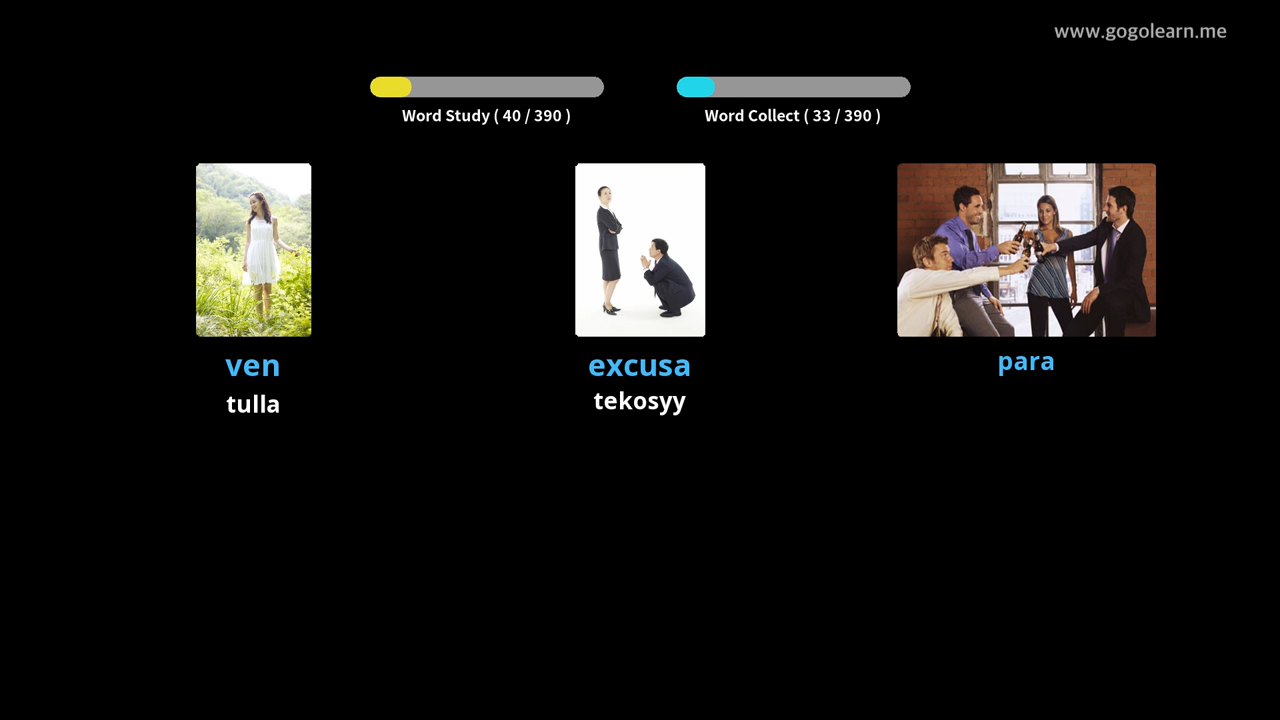 www.gogolearn.me
Word Study ( 40 / 390 )
Word Collect ( 33 / 390 )
ven
tulla
excusa
tekosyy
para